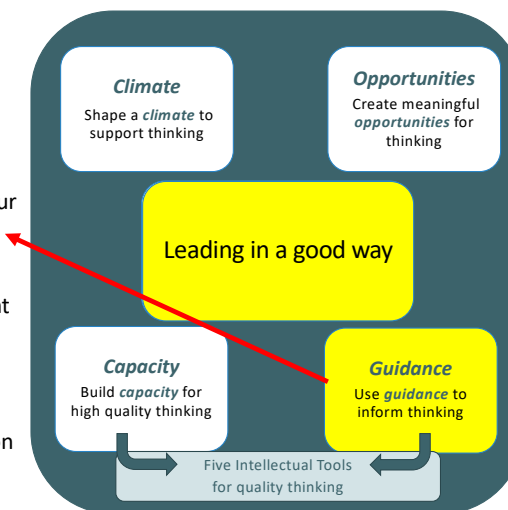 Climate
Shape a climate to
support thinking
Opportunities
Create meaningful
opportunities for
thinking
Leading in a good way
Capacity
Build capacity for
high quality thinking
Guidance
Use guidance to
inform thinking
Five Intellectual Tools
for quality thinking